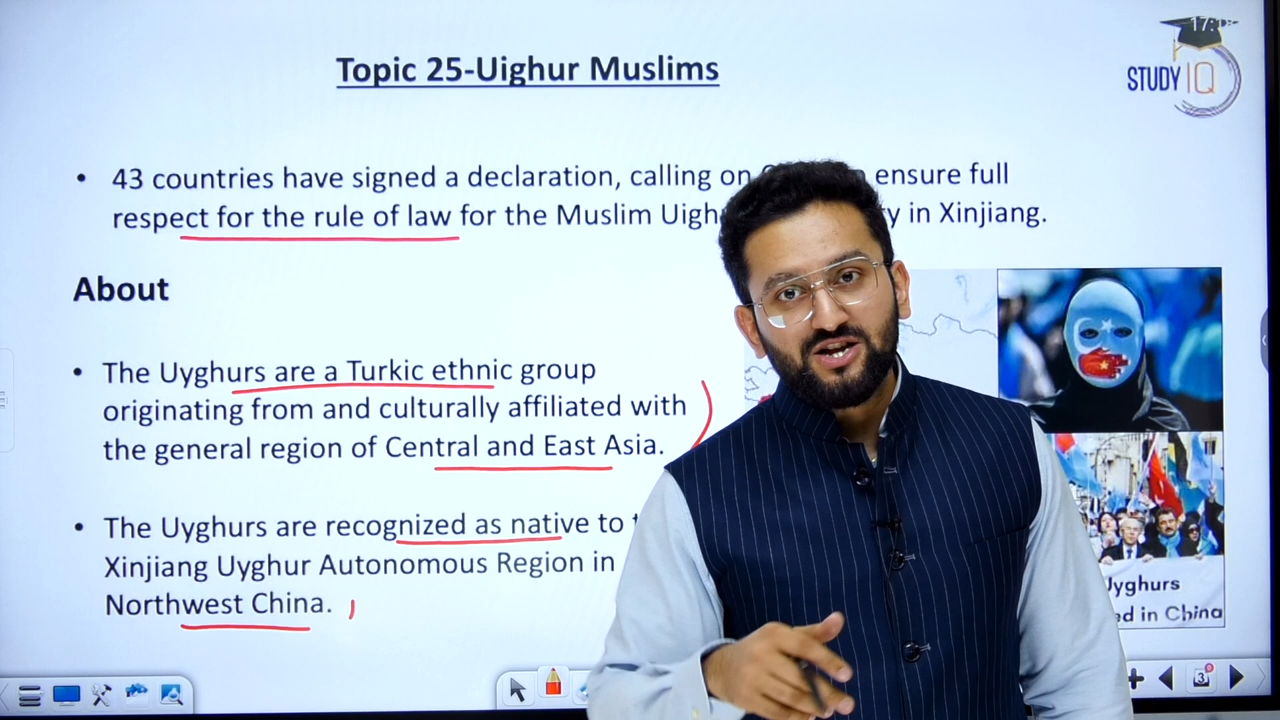 17:18
STUDY IQ
Topic 25-Uighur Muslims
• 43 countries have signed a declaration, calling on ensure full
respect for the rule of law for the Muslim in Xinjiang.
About
• The Uyghurs are a Turkic ethnic group
originating from and culturally affiliated with
the general region of Central and East Asia.
• The Uyghurs are recognized as native to
Xinjiang Uyghur Autonomous Region in
Northwest China.
in China
3